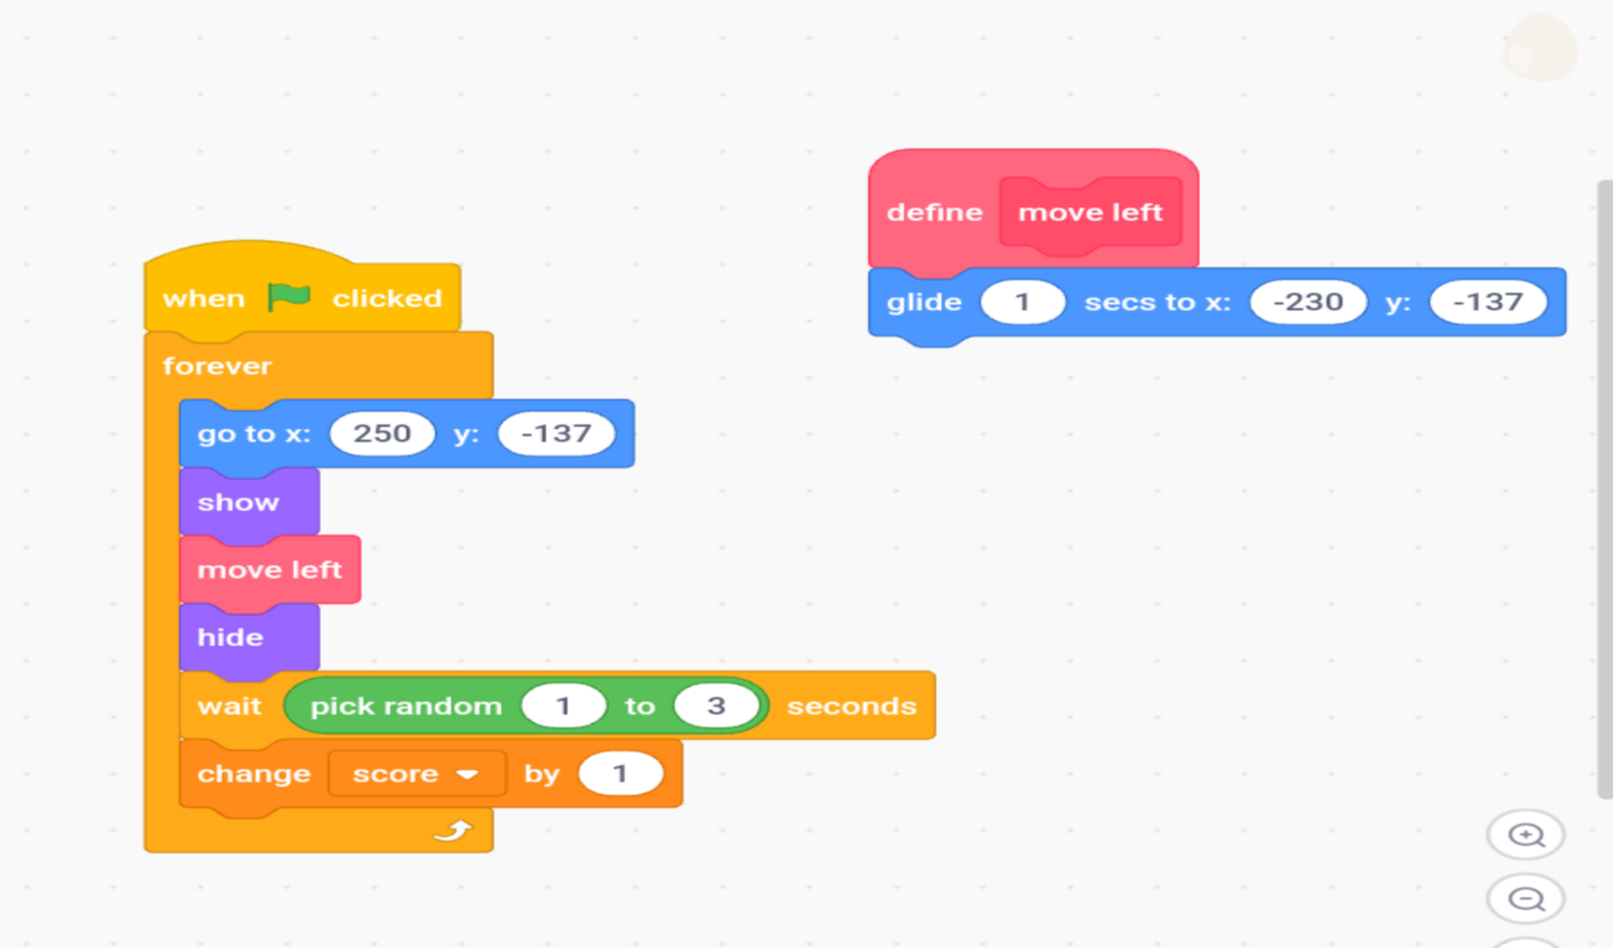 define move left
glide 1 secs to x: -230 y: -137
when clicked
forever
go to x: 250 y: -137
show
move left
hide
wait pick random 1 to 3 seconds
change score by 1